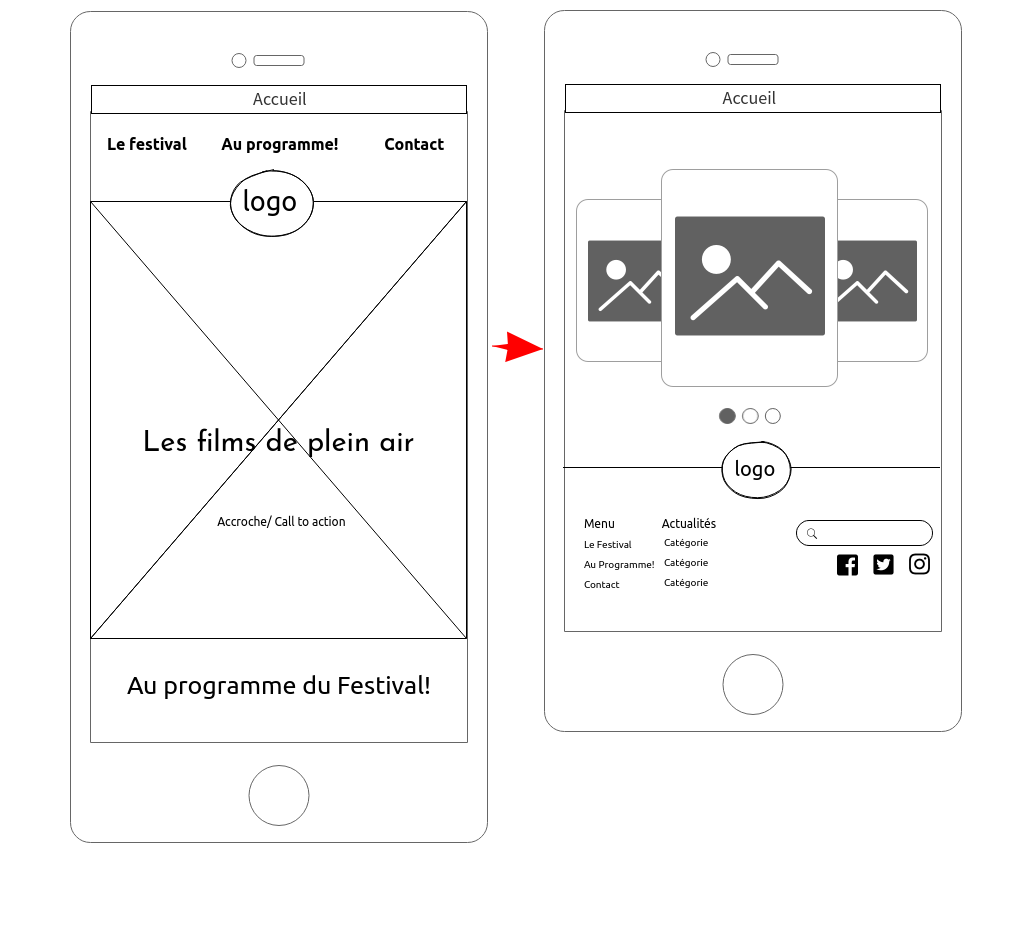 Accueil
Le festival Au programme! Contact
logo
Les films de plein air
Accroche/ Call to action
Au programme du Festival!
Accueil
logo
Menu
Le Festival
Au Programme!
Contact
Actualités
Catégorie
Catégorie
Catégorie